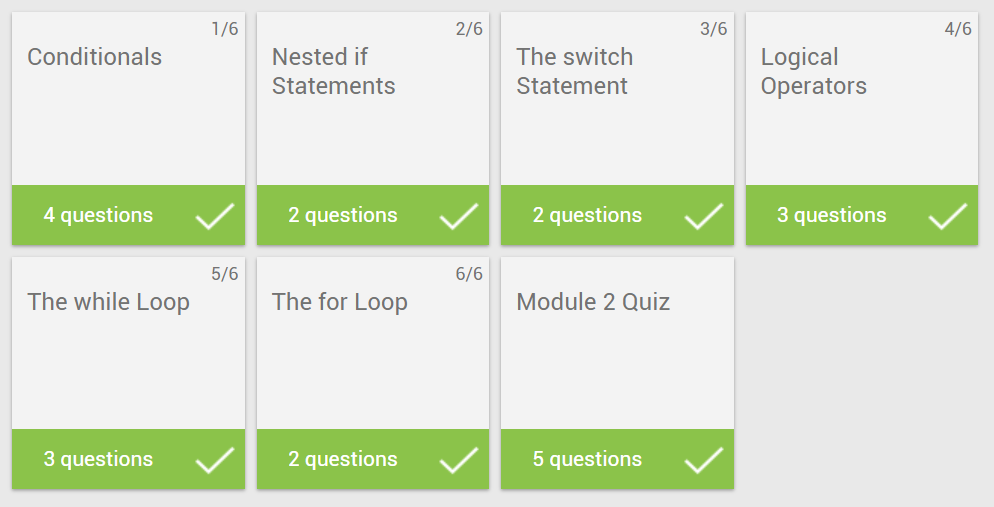 1/6
Conditionals
4 questions
2/6
Nested if
Statements
2 questions
3/6
The switch
Statement
2 questions
4/6
Logical
Operators
3 questions
5/6
The while Loop
3 questions
6/6
The for Loop
2 questions
Module 2 Quiz
5 questions